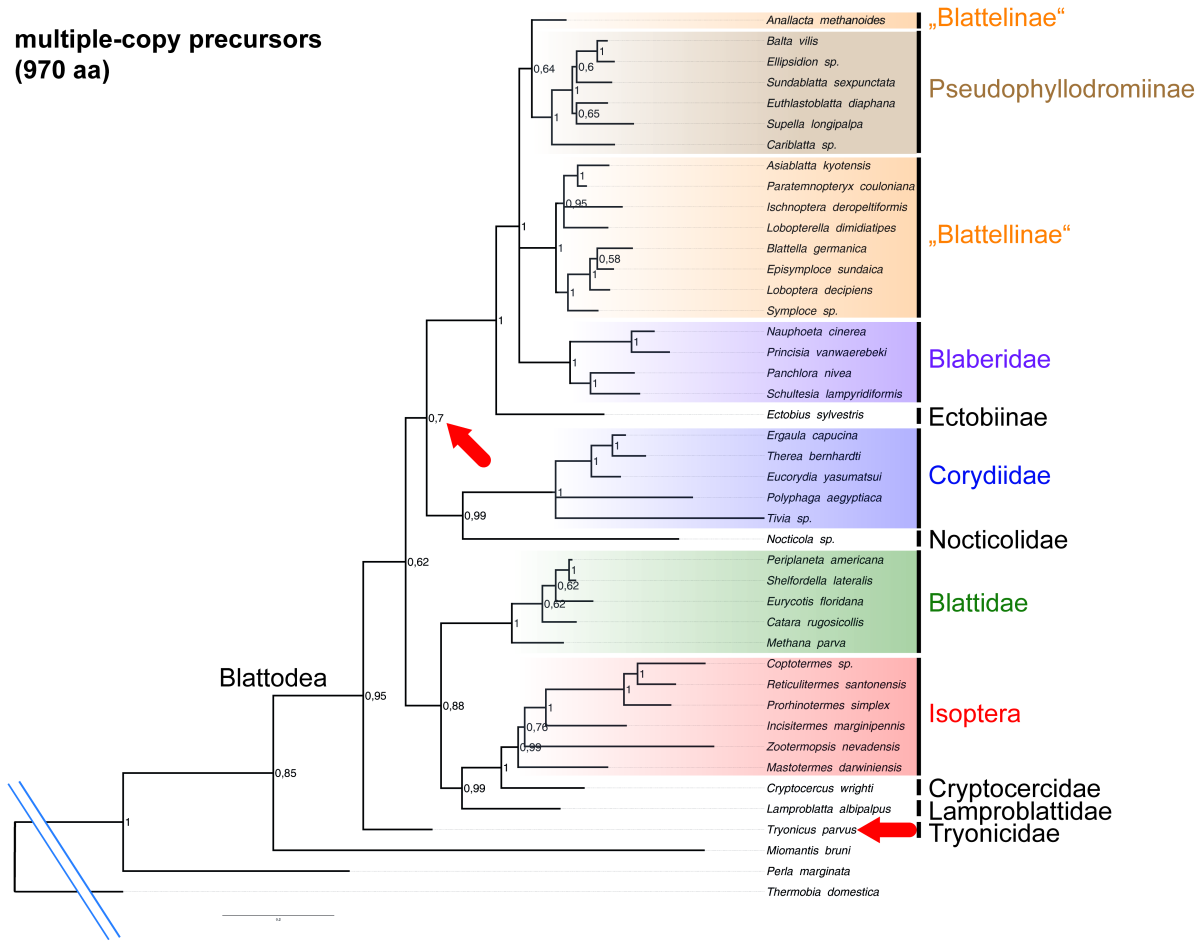 multiple-copy precursors
(970 aa)
Anallacta methanoides
„Blattelinae“
Balta vilis
1
Ellipsidion sp.
0,64
0,6
Sundablatta sexpunctata
1
Pseudophyllodromiinae
Euthlastoblatta diaphana
0,65
1
Supella longipalpa
Cariblatta sp.
Asiablatta kyotensis
1
Paratemnopteryx couloniana
0,95
Ischnoptera deropeltiformis
1
Lobopterella dimidiatipes
„Blattellinae“
1
Blattella germanica
0,58
Episymploce sundaica
1
Loboptera decipiens
1
Symploce sp.
1
Nauphoeta cinerea
1
Princisia vanwaerebeki
1
Blaberidae
Panchlora nivea
1
Schultesia lampyridiformis
Ectobius sylvestris
Ectobiinae
0,7
Ergaula capucina
1
Therea bernhardti
1
Eucorydia yasumatsui
Corydiidae
1
Polyphaga aegyptiaca
0,99
Tivia sp.
Nocticola sp.
Nocticolidae
0,62
Periplaneta americana
1
Shelfordella lateralis
0,62
Eurycotis floridana
0,62
Blattidae
Catara rugosicollis
1
Methana parva
Coptotermes sp.
1
Blattodea
Reticulitermes santonensis
1
0,95
Prorhinotermes simplex
1
0,88
Isoptera
Incisitermes marginipennis
0,76
Zootermopsis nevadensis
0,99
Mastotermes darwiniensis
1
0,85
Cryptocercus wrighti
Cryptocercidae
0,99
Lamproblatta albipalpus
Lamproblattidae
1
Tryonicus parvus
Tryonicidae
Miomantis bruni
Perla marginata
Thermobia domestica